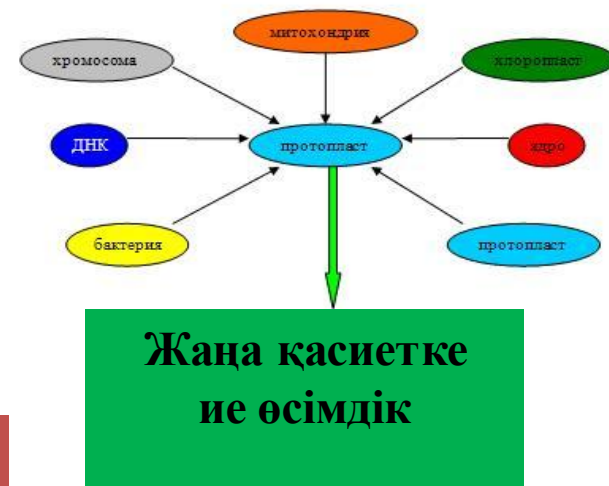 митохондрия
хромосома
хлоропласт
ДНК
протопласт
ядро
бактерия
протопласт
Жаңа қасиетке
ие өсімдік